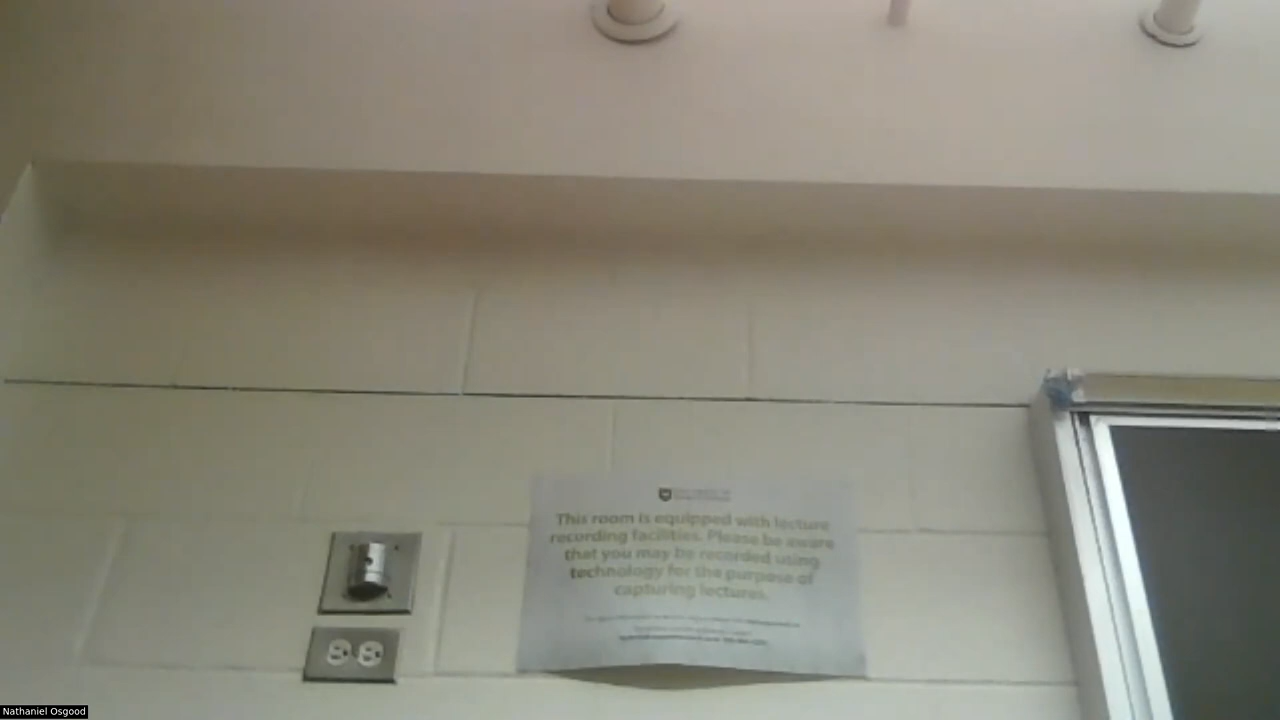 This room is equipped with lecture
recording facilities. Please be aware
that you may be recorded using
technology for the purpose of
capturing lectures.
Nathaniel Osgood